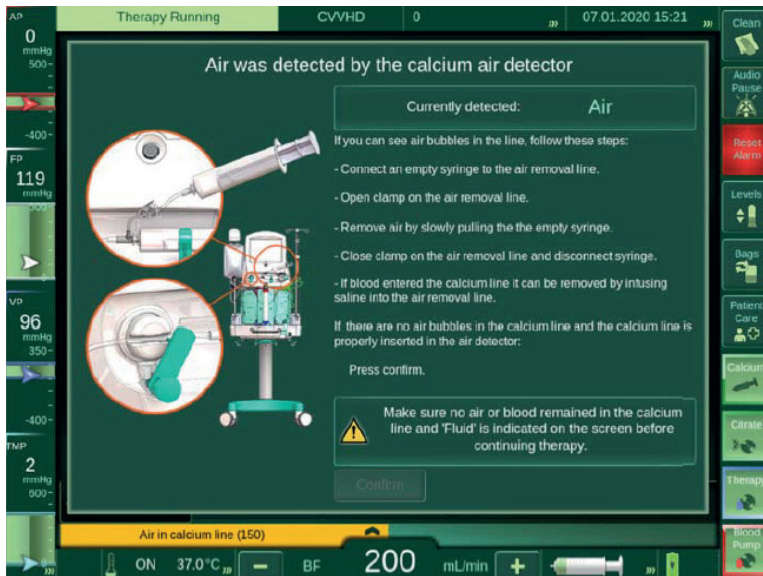 AP
0
mmHg
500
-400
FP
119
mmHg
500
VP
96
mmHg
350
-400
TMP
2
mmHg
600
Therapy Running
CVVHD
0
07.01.2020 15:21
Air was detected by the calcium air detector
Currently detected: Air
If you can see air bubbles in the line, follow these steps:
- Connect an empty syringe to the air removal line.
- Open clamp on the air removal line.
- Remove air by slowly pulling the the empty syringe.
- Close clamp on the air removal line and disconnect syringe.
- If blood entered the calcium line it can be removed by infusing
saline into the air removal line.
If there are no air bubbles in the calcium line and the calcium line is
properly inserted in the air detector:
Press confirm.
Make sure no air or blood remained in the calcium
line and 'Fluid' is indicated on the screen before
continuing therapy.
Confirm
Air in calcium line (150)
ON 37.0°C
BF 200 mL/min
Clean
Audio
Pause
Reset
Alarm
Levels
Bags
Patient
Care
Calcium
Citrate
Therapy
Blood
Pump